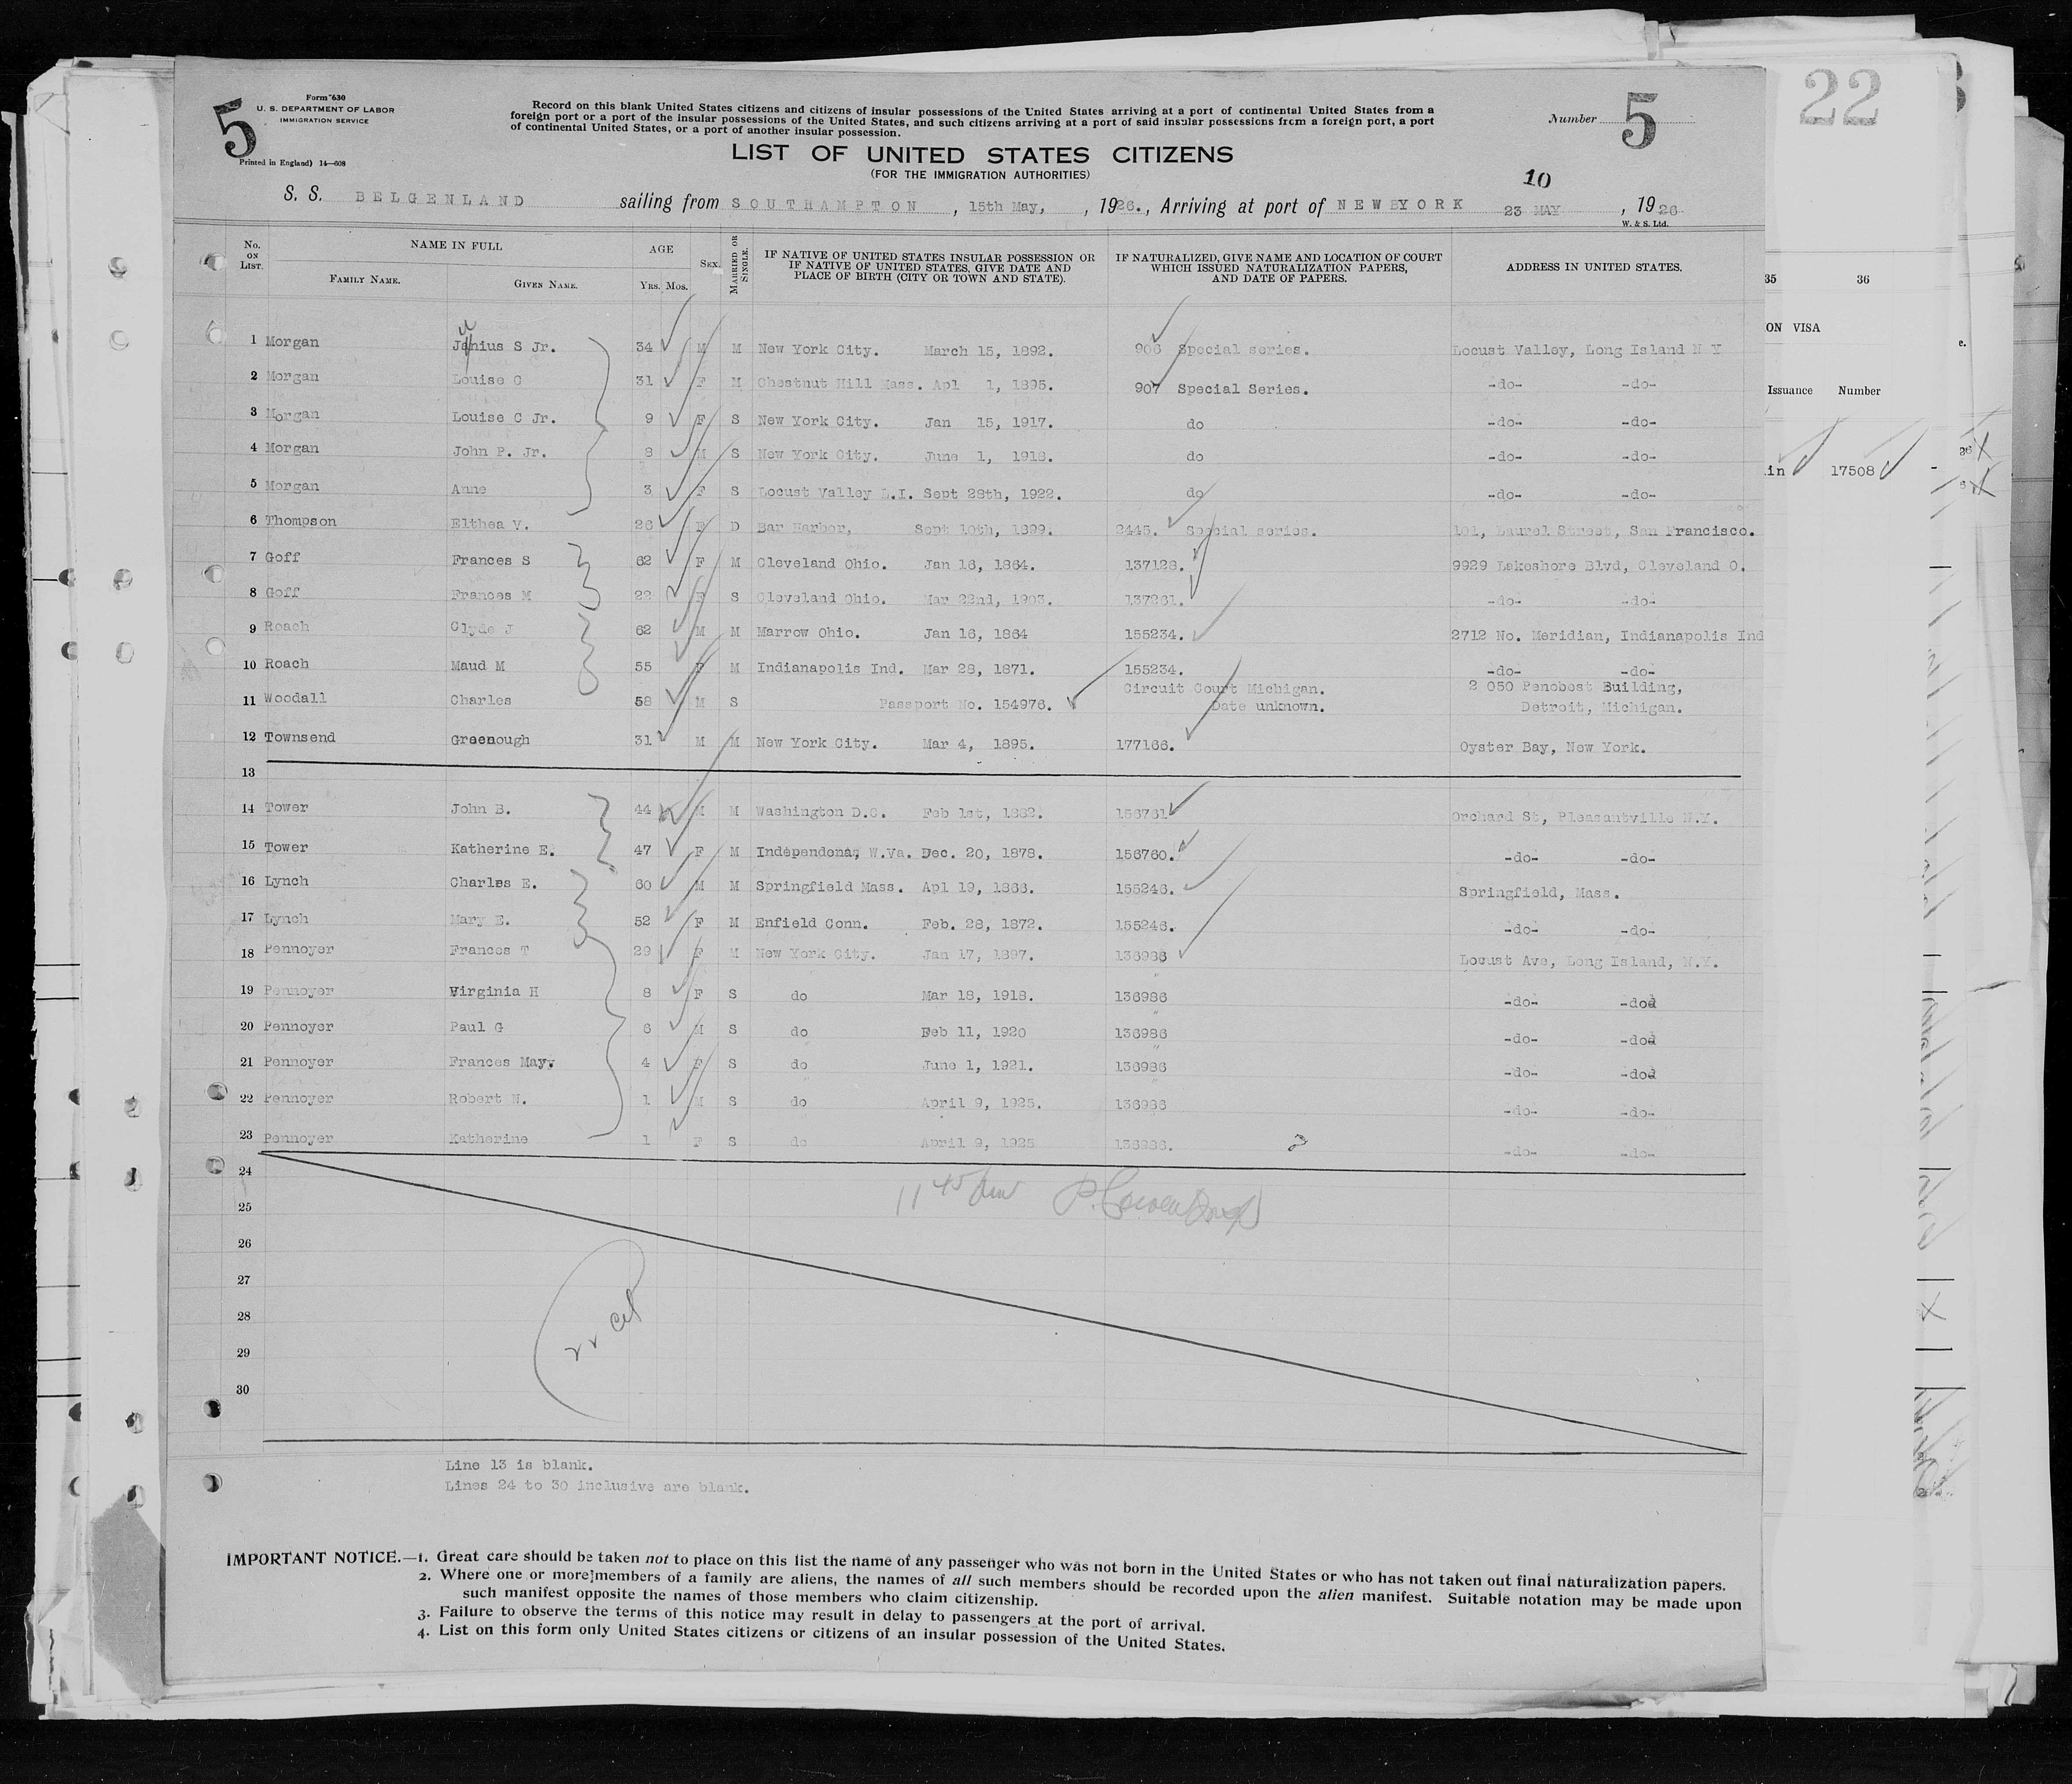 5
Form 630
U. S. DEPARTMENT OF LABOR
IMMIGRATION SERVICE
Printed in England) 14—608
Record on this blank United States citizens and citizens of insular possessions of the United States arriving at a port of continental United States from a
foreign port or a port of the insular possessions of the United States, and such citizens arriving at a port of said insular possessions from a foreign port, a port
of continental United States, or a port of another insular possession.
Number 5
22
LIST OF UNITED STATES CITIZENS
(FOR THE IMMIGRATION AUTHORITIES)
10
S. S. BELGENLAND sailing from SOUTHAMPTON, 15th May, , 1926., Arriving at port of NEW YORK 23 MAY , 1926
W. & S. Ltd.
No. ON LIST. NAME IN FULL AGE SEX. MARRIED OR SINGLE. IF NATIVE OF UNITED STATES INSULAR POSSESSION OR IF NATIVE OF UNITED STATES, GIVE DATE AND PLACE OF BIRTH (CITY OR TOWN AND STATE). IF NATURALIZED, GIVE NAME AND LOCATION OF COURT WHICH ISSUED NATURALIZATION PAPERS, AND DATE OF PAPERS. ADDRESS IN UNITED STATES.
FAMILY NAME. GIVEN NAME. YRS. MOS.
35 36
ON VISA
Issuance Number
in 17508
1 Morgan Junius S Jr. 34 M M New York City. March 15, 1892. 906 Special series. Locust Valley, Long Island N Y
2 Morgan Louise C 31 F M Chestnut Hill Mass. Apl 1, 1895. 907 Special Series. -do- -do-
3 Morgan Louise C Jr. 9 F S New York City. Jan 15, 1917. do -do- -do-
4 Morgan John P. Jr. 8 M S New York City. June 1, 1918. do -do- -do-
5 Morgan Anne 3 F S Locust Valley L.I. Sept 28th, 1922. do -do- -do-
6 Thompson Elthea V. 26 F D Bar Harbor, Sept 10th, 1899. 2445. Special series. 101, Laurel Street, San Francisco.
7 Goff Frances S 62 F M Cleveland Ohio. Jan 16, 1864. 137128. 9929 Lakeshore Blvd, Cleveland O.
8 Goff Frances M 22 F S Cleveland Ohio. Mar 22nd, 1903. 137261. -do- -do-
9 Roach Clyde J 62 M M Marrow Ohio. Jan 16, 1864 155234. 2712 No. Meridian, Indianapolis Ind
10 Roach Maud M 55 F M Indianapolis Ind. Mar 28, 1871. 155234. -do- -do-
11 Woodall Charles 58 M S Passport No. 154976. Circuit Court Michigan. Date unknown. 2 050 Penobest Building, Detroit, Michigan.
12 Townsend Greenough 31 M M New York City. Mar 4, 1895. 177166. Oyster Bay, New York.
13
14 Tower John B. 44 M M Washington D.C. Feb 1st, 1882. 156761 Orchard St, Pleasantville N.Y.
15 Tower Katherine E. 47 F M Independena, W.Va. Dec. 20, 1878. 156760. -do- -do-
16 Lynch Charles E. 60 M M Springfield Mass. Apl 19, 1866. 155246. Springfield, Mass.
17 Lynch Mary E. 52 F M Enfield Conn. Feb. 28, 1872. 155246. -do- -do-
18 Pennoyer Frances T 29 F M New York City. Jan 17, 1897. 136986 Locust Ave, Long Island, N.Y.
19 Pennoyer Virginia H 8 F S do Mar 18, 1918. 136986 -do- -dod
20 Pennoyer Paul G 6 M S do Feb 11, 1920 136986 -do- -dod
21 Pennoyer Frances Mayy 4 F S do June 1, 1921. 136986 -do- -dod
22 Pennoyer Robert N. 1 M S do April 9, 1925. 136986 -do- -do-
23 Pennoyer Katherine 1 F S do April 9, 1925 136986. -do- -do-
24
25
26
27
28
29
30
11 45 am
22 cit
Line 13 is blank.
Lines 24 to 30 inclusive are blank.
IMPORTANT NOTICE.—1. Great care should be taken not to place on this list the name of any passenger who was not born in the United States or who has not taken out final naturalization papers.
2. Where one or more members of a family are aliens, the names of all such members should be recorded upon the alien manifest. Suitable notation may be made upon
such manifest opposite the names of those members who claim citizenship.
3. Failure to observe the terms of this notice may result in delay to passengers at the port of arrival.
4. List on this form only United States citizens or citizens of an insular possession of the United States.